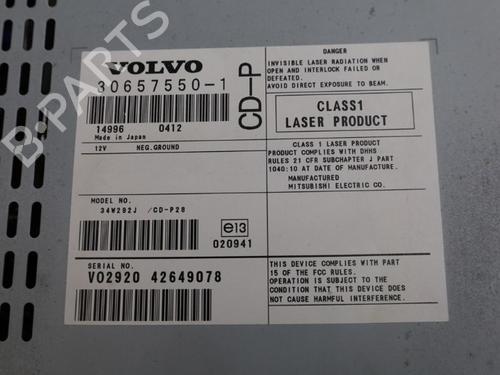 VOLVO
30657550-1
14996 0412
Made in Japan
CD-P
12V NEG.GROUND
MODEL NO.
34W292J /CD-P28
e13
020941
SERIAL NO.
V02920 42649078
DANGER
INVISIBLE LASER RADIATION WHEN
OPEN AND INTERLOCK FAILED OR
DEFEATED.
AVOID DIRECT EXPOSURE TO BEAM.
CLASS1
LASER PRODUCT
CLASS 1 LASER PRODUCT
PRODUCT COMPLIES WITH DHHS
RULES 21 CFR SUBCHAPTER J PART
1040:10 AT DATE OF MANUFACTURE.
MANUFACTURED
MITSUBISHI ELECTRIC CO.
THIS DEVICE COMPLIES WITH PART
15 OF THE FCC RULES.
OPERATION IS SUBJECT TO THE
CONDITION THAT THIS DEVICE DOES
NOT CAUSE HARMFUL INTERFERENCE.
B-PARTS